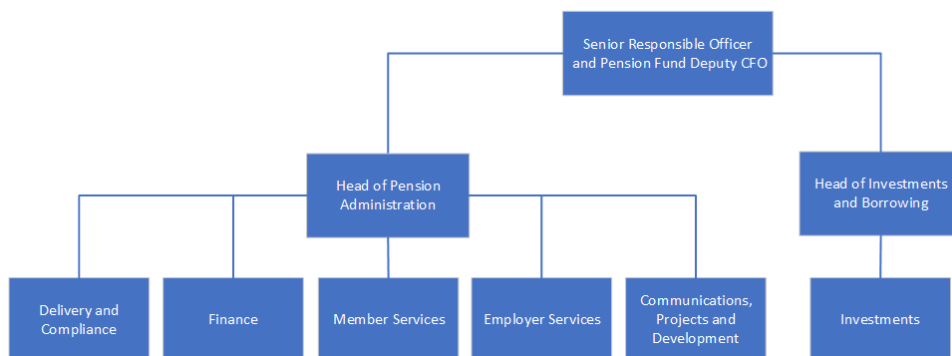 Senior Responsible Officer
and Pension Fund Deputy CFO
Head of Pension
Administration
Head of Investments
and Borrowing
Delivery and
Compliance
Finance
Member Services
Employer Services
Communications,
Projects and
Development
Investments